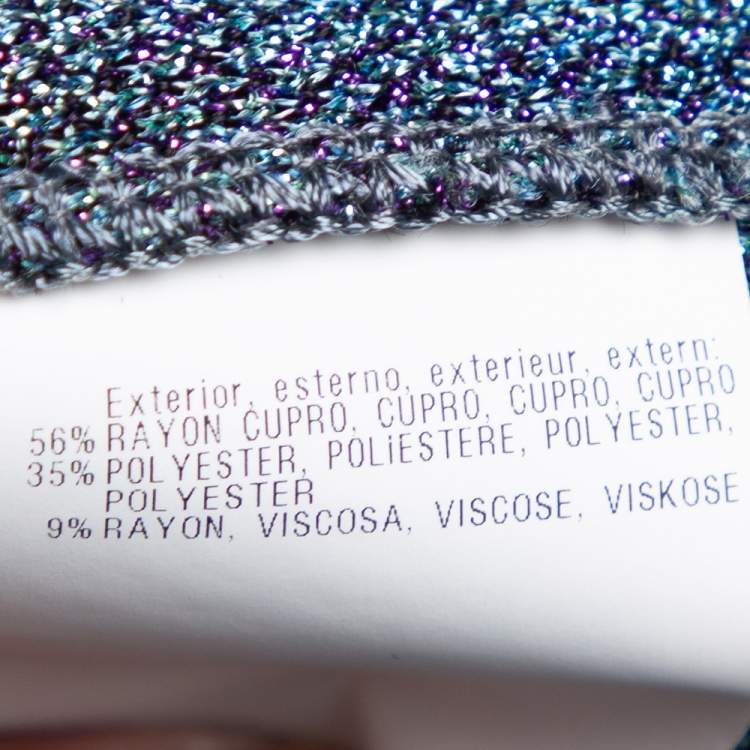 Exterior, esterno, exterieur, extern:
56% RAYON CUPRO, CUPRO, CUPRO, CUPRO
35% POLYESTER, POLiESTERE, POLYESTER,
POLYESTER
9% RAYON, VISCOSA, VISCOSE, VISKOSE